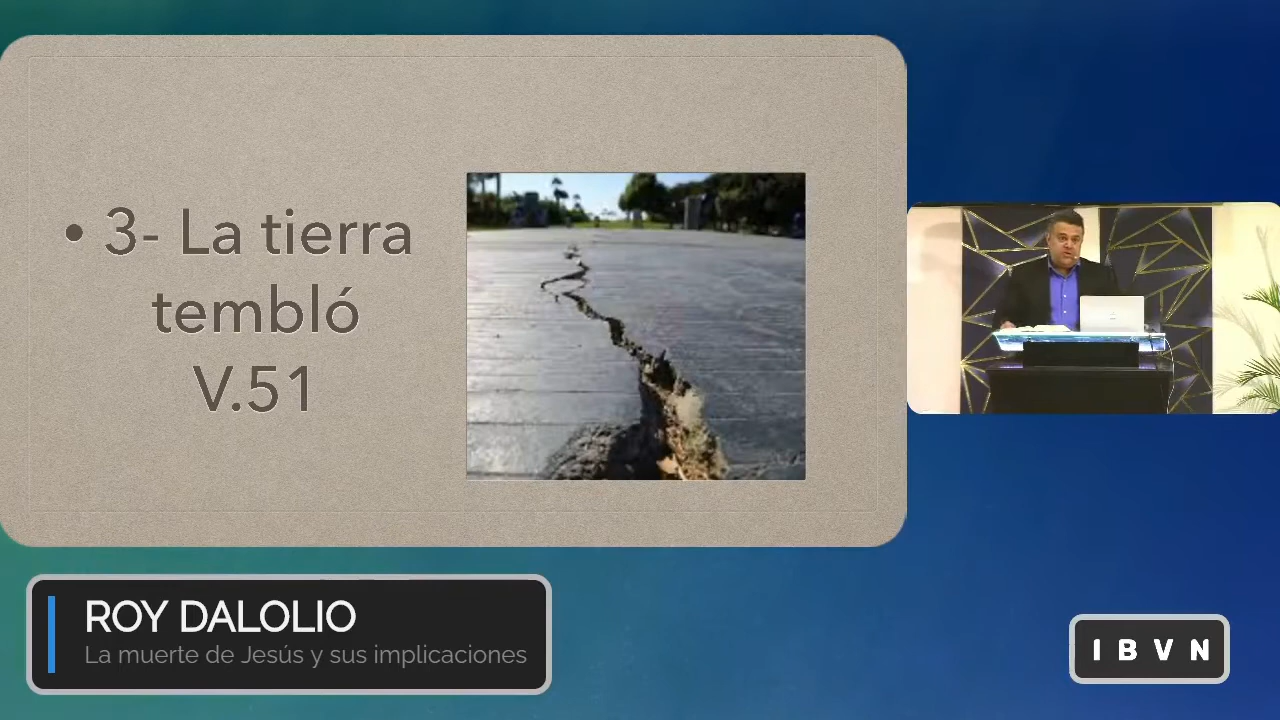 • 3- La tierra
tembló
V.51
ROY DALOLIO
La muerte de Jesús y sus implicaciones
IBVN